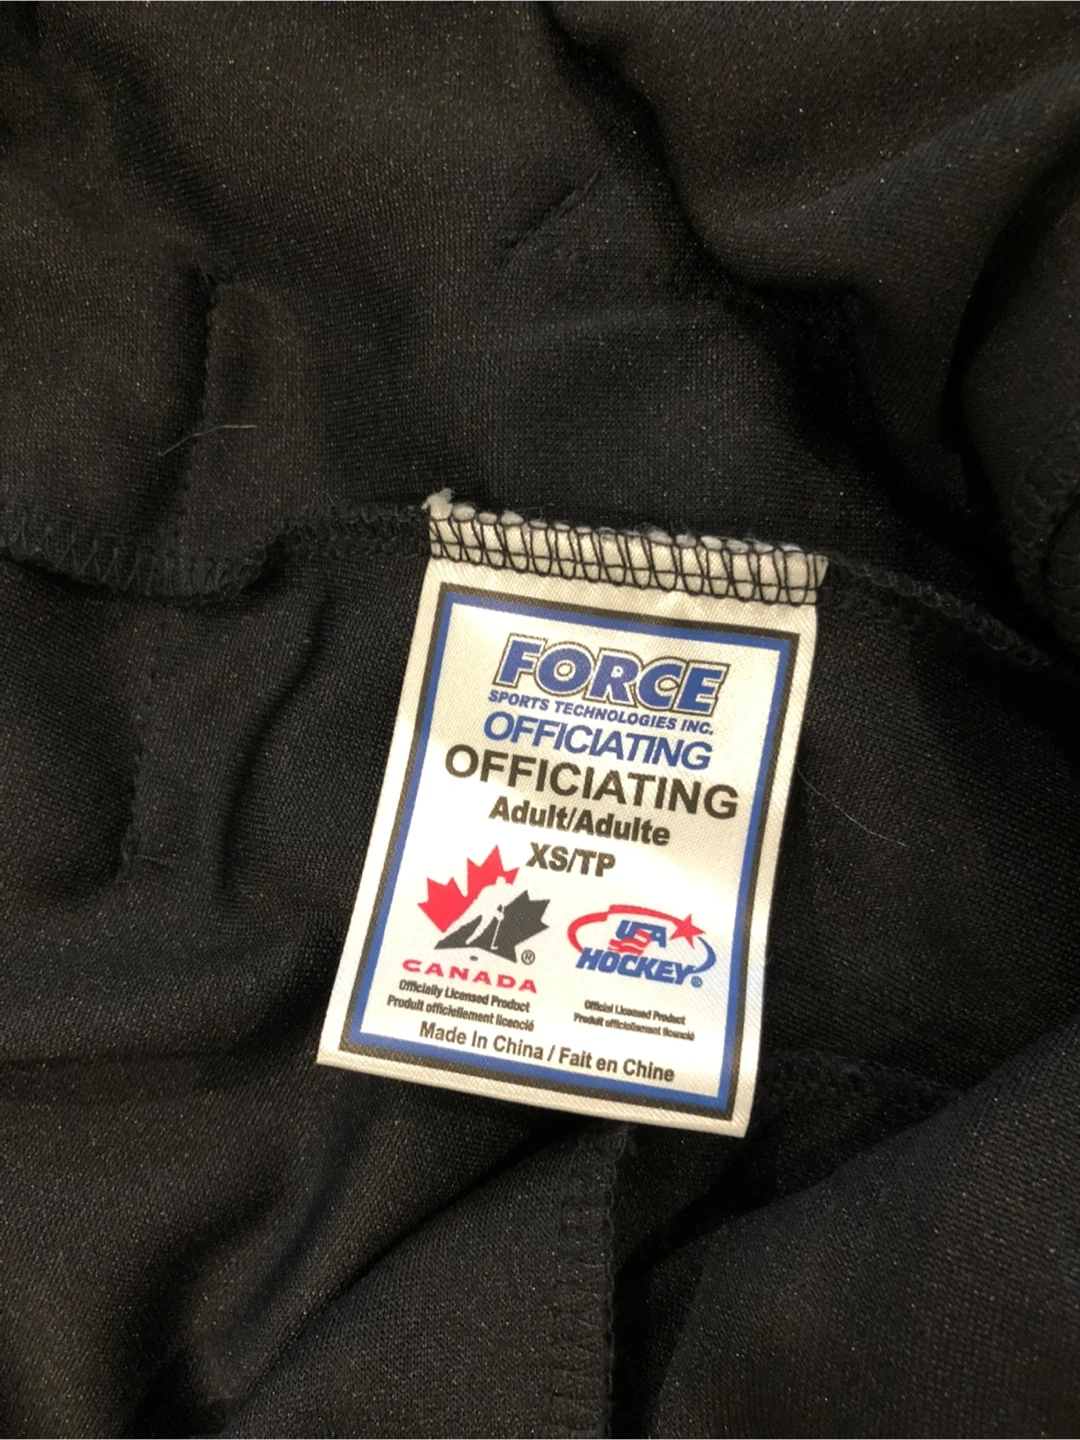 FORCE
SPORTS TECHNOLOGIES INC.
OFFICIATING
OFFICIATING
Adult/Adulte
XS/TP
®
CANADA
Officially Licensed Product
Produit officiellement licencié
USA
HOCKEY®
Official Licensed Product
Produit officiellement licencié
Made In China / Fait en Chine